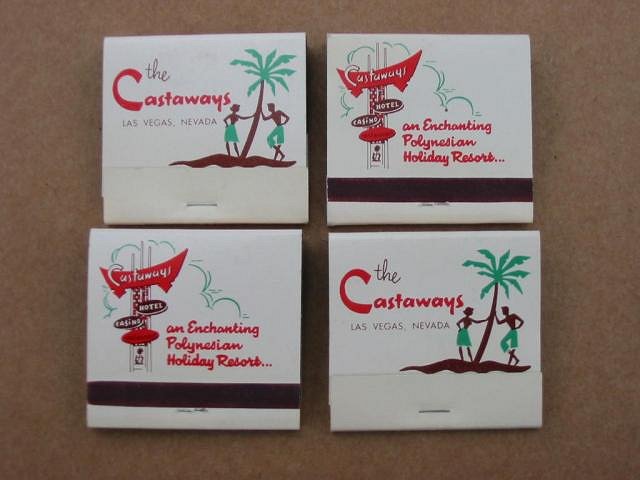 the
Castaways
LAS VEGAS, NEVADA
Castaways
HOTEL
CASINO
an Enchanting
Polynesian
Holiday Resort...
Castaways
HOTEL
CASINO
an Enchanting
Polynesian
Holiday Resort...
the
Castaways
LAS VEGAS, NEVADA